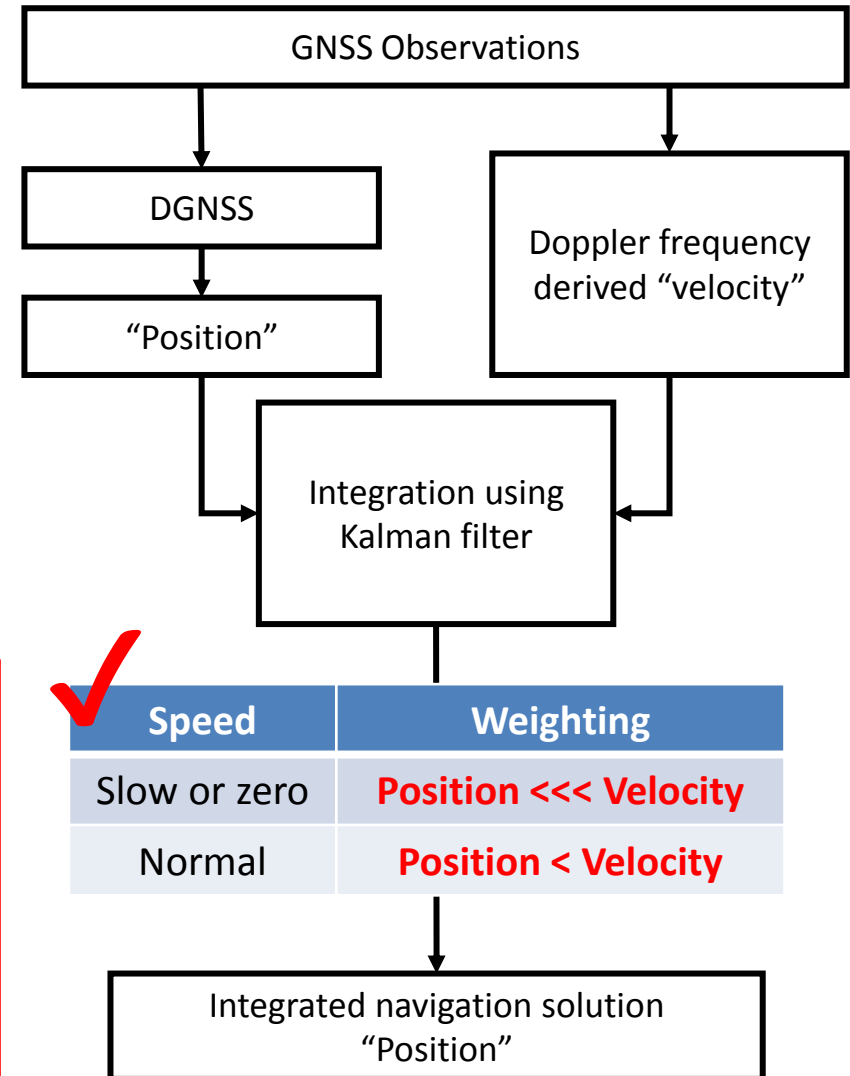 GNSS Observations
DGNSS
“Position”
Doppler frequency
derived “velocity”
Integration using
Kalman filter
Speed Weighting
Slow or zero Position <<< Velocity
Normal Position < Velocity
Integrated navigation solution
“Position”